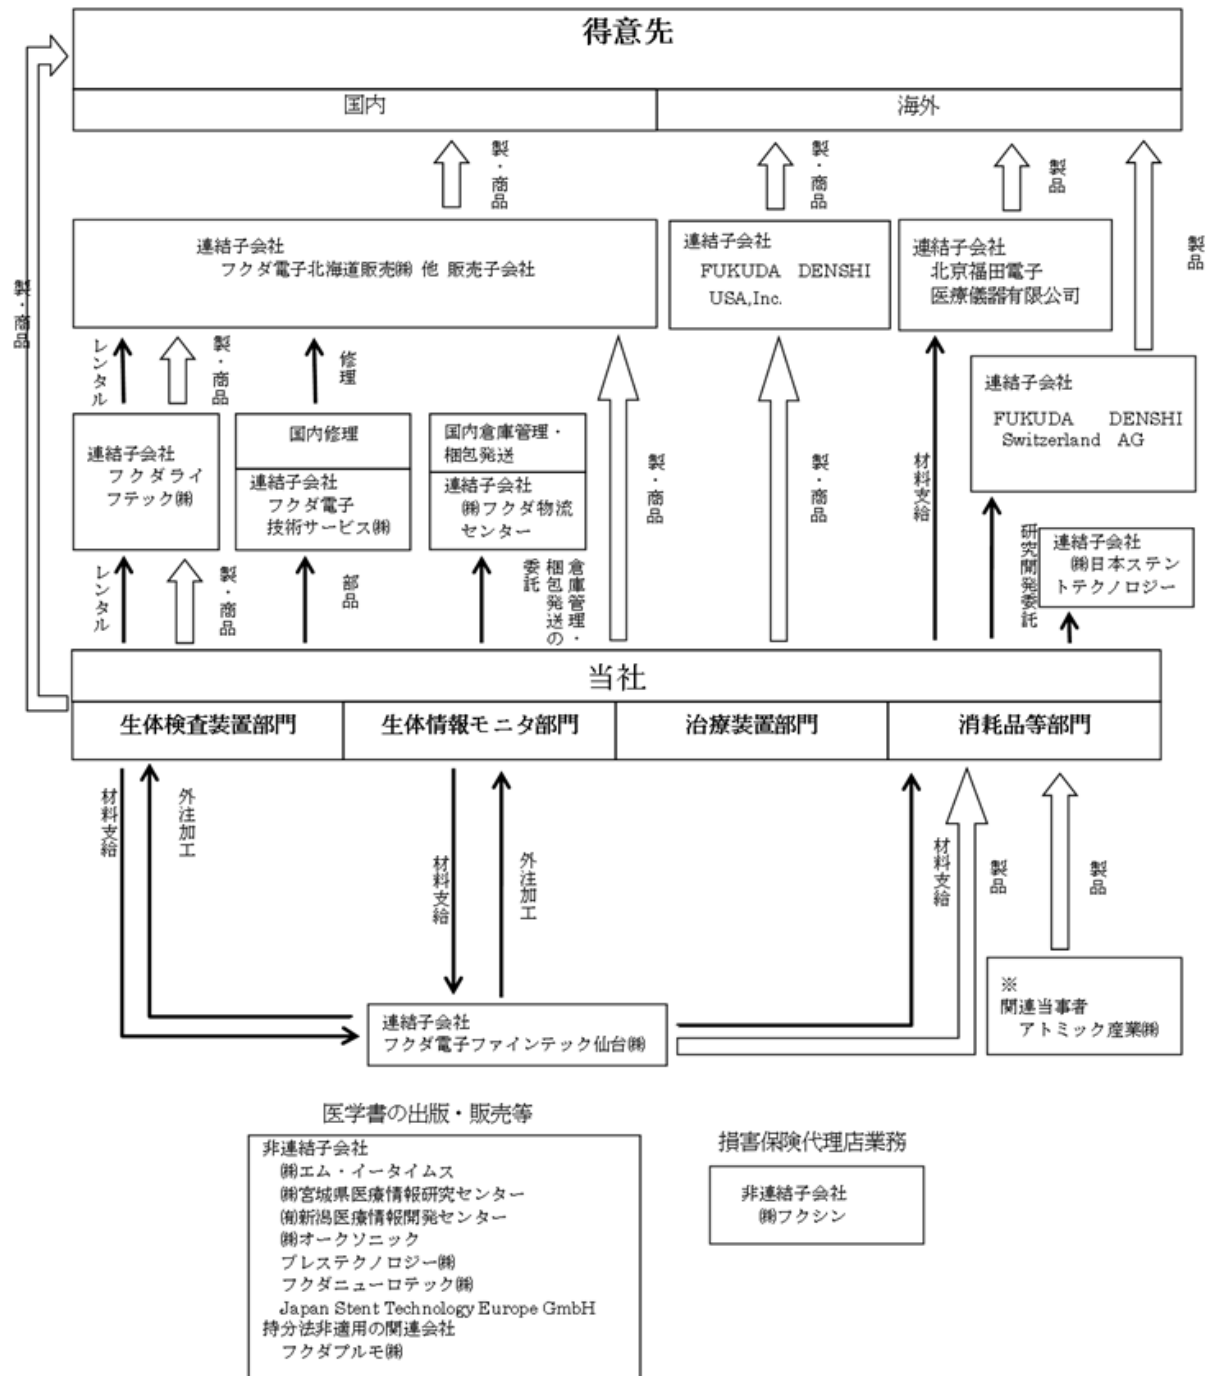 得意先
国内
海外
製・商品
製・商品
製品
製品
製・商品
連結子会社
フクダ電子北海道販売㈱ 他 販売子会社
連結子会社
FUKUDA DENSHI
USA,Inc.
連結子会社
北京福田電子
医療儀器有限公司
レンタル
製・商品
修理
連結子会社
FUKUDA DENSHI
Switzerland AG
連結子会社
フクダライ
フテック㈱
国内修理
連結子会社
フクダ電子
技術サービス㈱
国内倉庫管理・
梱包発送
連結子会社
㈱フクダ物流
センター
製・商品
製・商品
材料支給
研究開発委託
連結子会社
㈱日本ステン
トテクノロジー
レンタル
製・商品
部品
倉庫管理・
梱包発送の
委託
当社
生体検査装置部門
生体情報モニタ部門
治療装置部門
消耗品等部門
材料支給
外注加工
材料支給
外注加工
材料支給
製品
製品
連結子会社
フクダ電子ファインテック仙台㈱
※
関連当事者
アトミック産業㈱
医学書の出版・販売等
非連結子会社
㈱エム・イータイムス
㈱宮城県医療情報研究センター
㈲新潟医療情報開発センター
㈱オークソニック
ブレステクノロジー㈱
フクダニューロテック㈱
Japan Stent Technology Europe GmbH
持分法非適用の関連会社
フクダプルモ㈱
損害保険代理店業務
非連結子会社
㈱フクシン